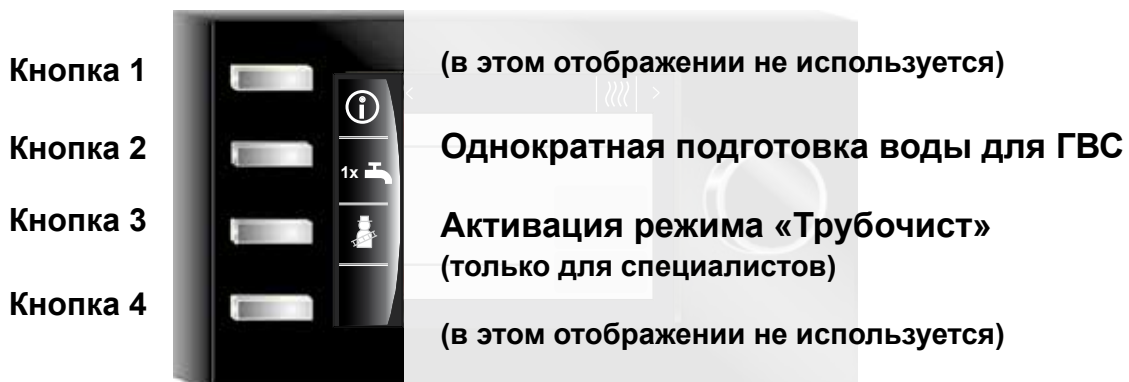 Кнопка 1
(в этом отображении не используется)
Кнопка 2
1x
Однократная подготовка воды для ГВС
Кнопка 3
Активация режима «Трубочист»
(только для специалистов)
Кнопка 4
(в этом отображении не используется)